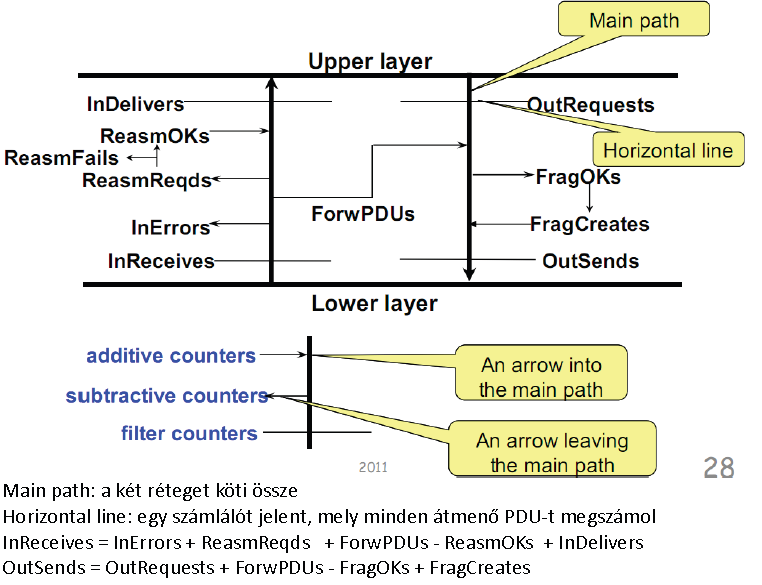 Main path
Upper layer
InDelivers
OutRequests
ReasmOKs
Horizontal line
ReasmFails
ReasmReqds
FragOKs
ForwPDUs
InErrors
FragCreates
InReceives
OutSends
Lower layer
additive counters
An arrow into
the main path
subtractive counters
filter counters
An arrow leaving
the main path
2011
28
Main path: a két réteget köti össze
Horizontal line: egy számlálót jelent, mely minden átmenő PDU-t megszámol
InReceives = InErrors + ReasmReqds + ForwPDUs - ReasmOKs + InDelivers
OutSends = OutRequests + ForwPDUs - FragOKs + FragCreates